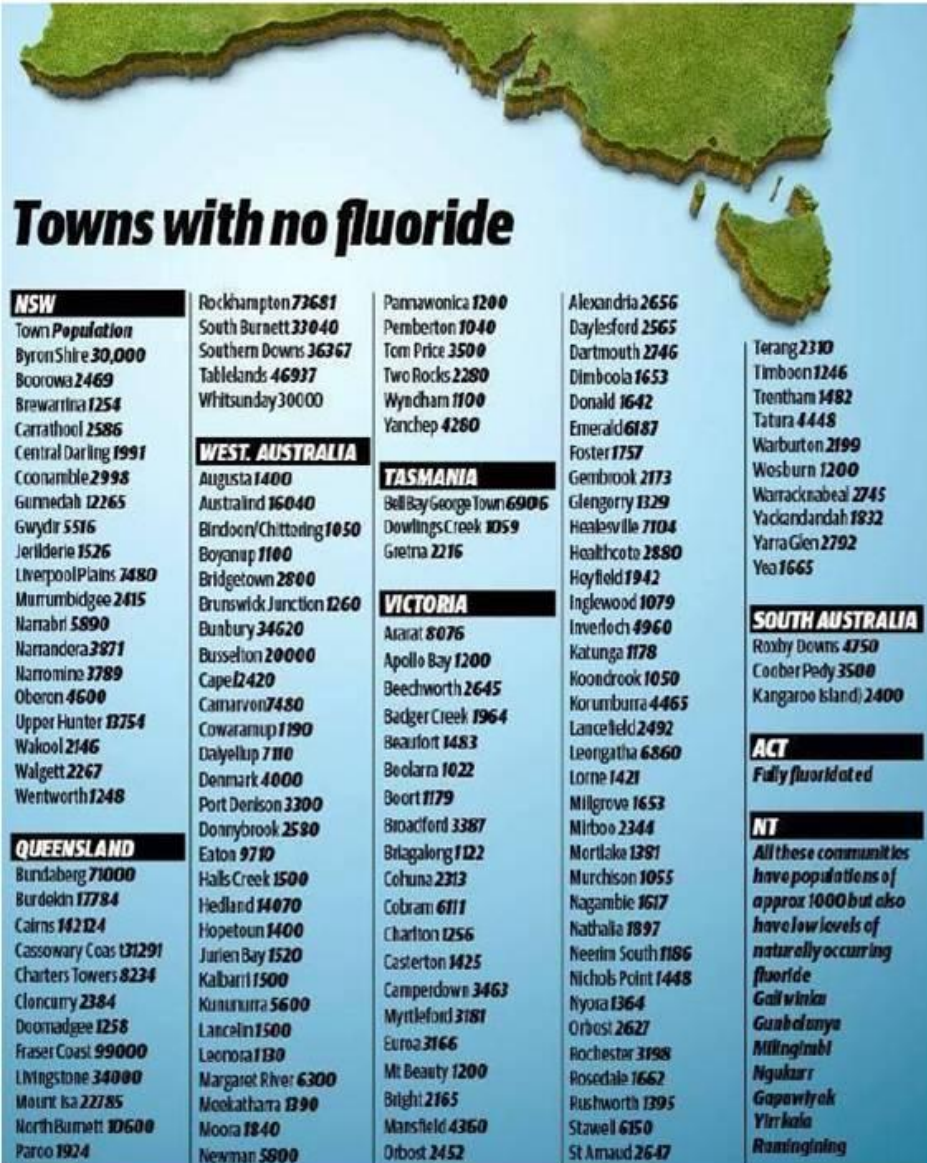 Towns with no fluoride
NSW
Town Population
Byron Shire 30,000
Boorowa 2469
Brewarrina 1254
Carrathool 2586
Central Darling 1991
Coonamble 2998
Gunnedah 12265
Gwydir 5516
Jerilderie 1526
Liverpool Plains 7480
Murrumbidgee 2415
Narrabri 5890
Narrandera 3871
Narromine 3789
Oberon 4600
Upper Hunter 13754
Wakool 2146
Walgett 2267
Wentworth 1248
QUEENSLAND
Bundaberg 71000
Burdekin 17784
Cairns 142124
Cassowary Coas t31291
Charters Towers 8234
Cloncurry 2384
Doomadgee 1258
Fraser Coast 99000
Livingstone 34000
Mount Isa 22785
North Burnett 10600
Paroo 1924
Rockhampton 73681
South Burnett 33040
Southern Downs 36367
Tablelands 46937
Whitsunday 30000
WEST. AUSTRALIA
Augusta 1400
Australind 16040
Bindoon/Chittering 1050
Boyanup 1100
Bridgetown 2800
Brunswick Junction 1260
Bunbury 34620
Busselton 20000
Capel 2420
Carnarvon 7480
Cowaramup 1190
Dalyellup 7110
Denmark 4000
Port Denison 3300
Donnybrook 2580
Eaton 9710
Halls Creek 1500
Hedland 14070
Hopetoun 1400
Jurien Bay 1520
Kalbarri 1500
Kununurra 5600
Lancelin 1500
Leonora 1130
Margaret River 6300
Meekatharra 1390
Moora 1840
Newman 5800
Pannawonica 1200
Pemberton 1040
Tom Price 3500
Two Rocks 2280
Wyndham 1100
Yanchep 4280
TASMANIA
Bell Bay George Town 6906
Dowlings Creek 1059
Gretna 2216
VICTORIA
Ararat 8076
Apollo Bay 1200
Beechworth 2645
Badger Creek 1964
Beaufort 1483
Boolarra 1022
Boort 1179
Broadford 3387
Briagalong 1122
Cohuna 2313
Cobram 6111
Charlton 1256
Casterton 1425
Camperdown 3463
Myrtleford 3181
Euroa 3166
Mt Beauty 1200
Bright 2165
Mansfield 4360
Orbost 2452
Alexandria 2656
Daylesford 2565
Dartmouth 2746
Dimboola 1653
Donald 1642
Emerald 6187
Foster 1757
Gembrook 2173
Glengorry 1329
Healesville 7104
Healthcote 2880
Heyfield 1942
Inglewood 1079
Inverloch 4960
Katunga 1178
Koondrook 1050
Korumburra 4465
Lancefield 2492
Leongatha 6860
Lorne 1421
Millgrove 1653
Mirboo 2344
Mortlake 1381
Murchison 1055
Nagambie 1617
Nathalia 1897
Neerim South 1186
Nichols Point 1448
Nyora 1364
Orbost 2627
Rochester 3198
Rosedale 1662
Rushworth 1395
Stawell 6150
St Arnaud 2647
Terang 2310
Timboon 1246
Trentham 1482
Tatura 4448
Warburton 2199
Wesburn 1200
Warracknabeal 2745
Yackandandah 1832
Yarra Glen 2792
Yea 1665
SOUTH AUSTRALIA
Roxby Downs 4750
Coober Pedy 3500
Kangaroo Island) 2400
ACT
Fully fluoridated
NT
All these communities
have populations of
approx 1000 but also
have low levels of
naturally occurring
fluoride
Galiwinku
Gunbalanya
Milingimbi
Ngukurr
Gapuwiyak
Yirrkala
Ramingining